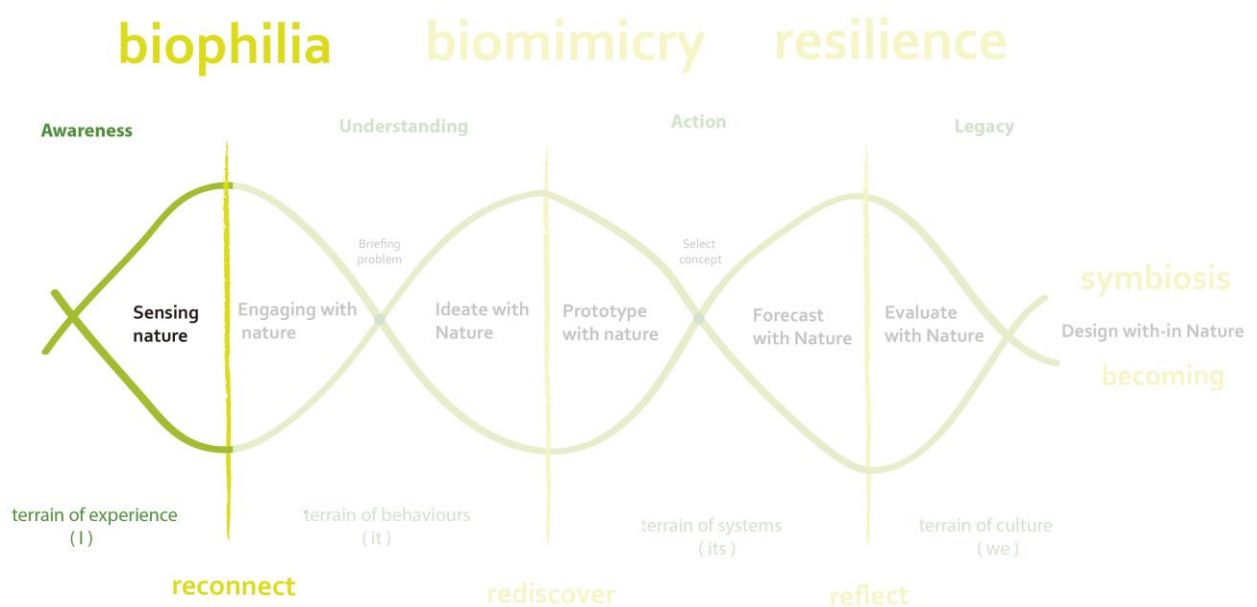 biophilia biomimicry resilience
Awareness Understanding Action Legacy
Briefing
problem
Select
concept
Sensing
nature
Engaging with
nature
Ideate with
Nature
Prototype
with nature
Forecast
with Nature
Evaluate
with Nature
symbiosis
Design with-in Nature
becoming
terrain of experience
( I )
terrain of behaviours
( it )
terrain of systems
( its )
terrain of culture
( we )
reconnect rediscover reflect